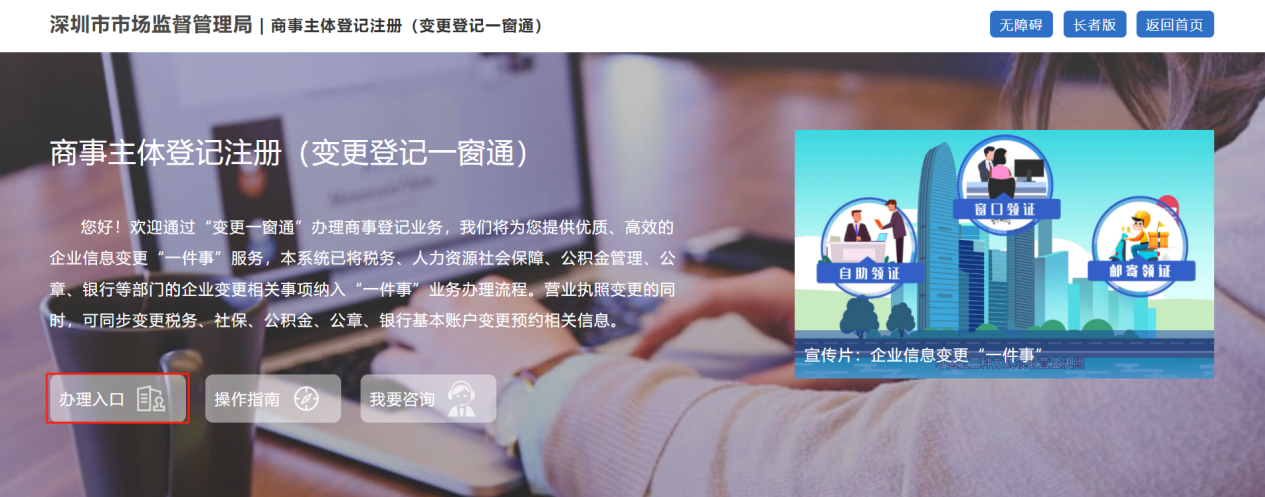 深圳市市场监督管理局 | 商事主体登记注册（变更登记一窗通）
无障碍 长者版 返回首页
商事主体登记注册（变更登记一窗通）
您好！欢迎通过“变更一窗通”办理商事登记业务，我们将为您提供优质、高效的
企业信息变更“一件事”服务，本系统已将税务、人力资源社会保障、公积金管理、公
章、银行等部门的企业变更相关事项纳入“一件事”业务办理流程。营业执照变更的同
时，可同步变更税务、社保、公积金、公章、银行基本账户变更预约相关信息。
办理入口
操作指南
我要咨询
窗口领证
自助领证
邮寄领证
宣传片：企业信息变更“一件事”